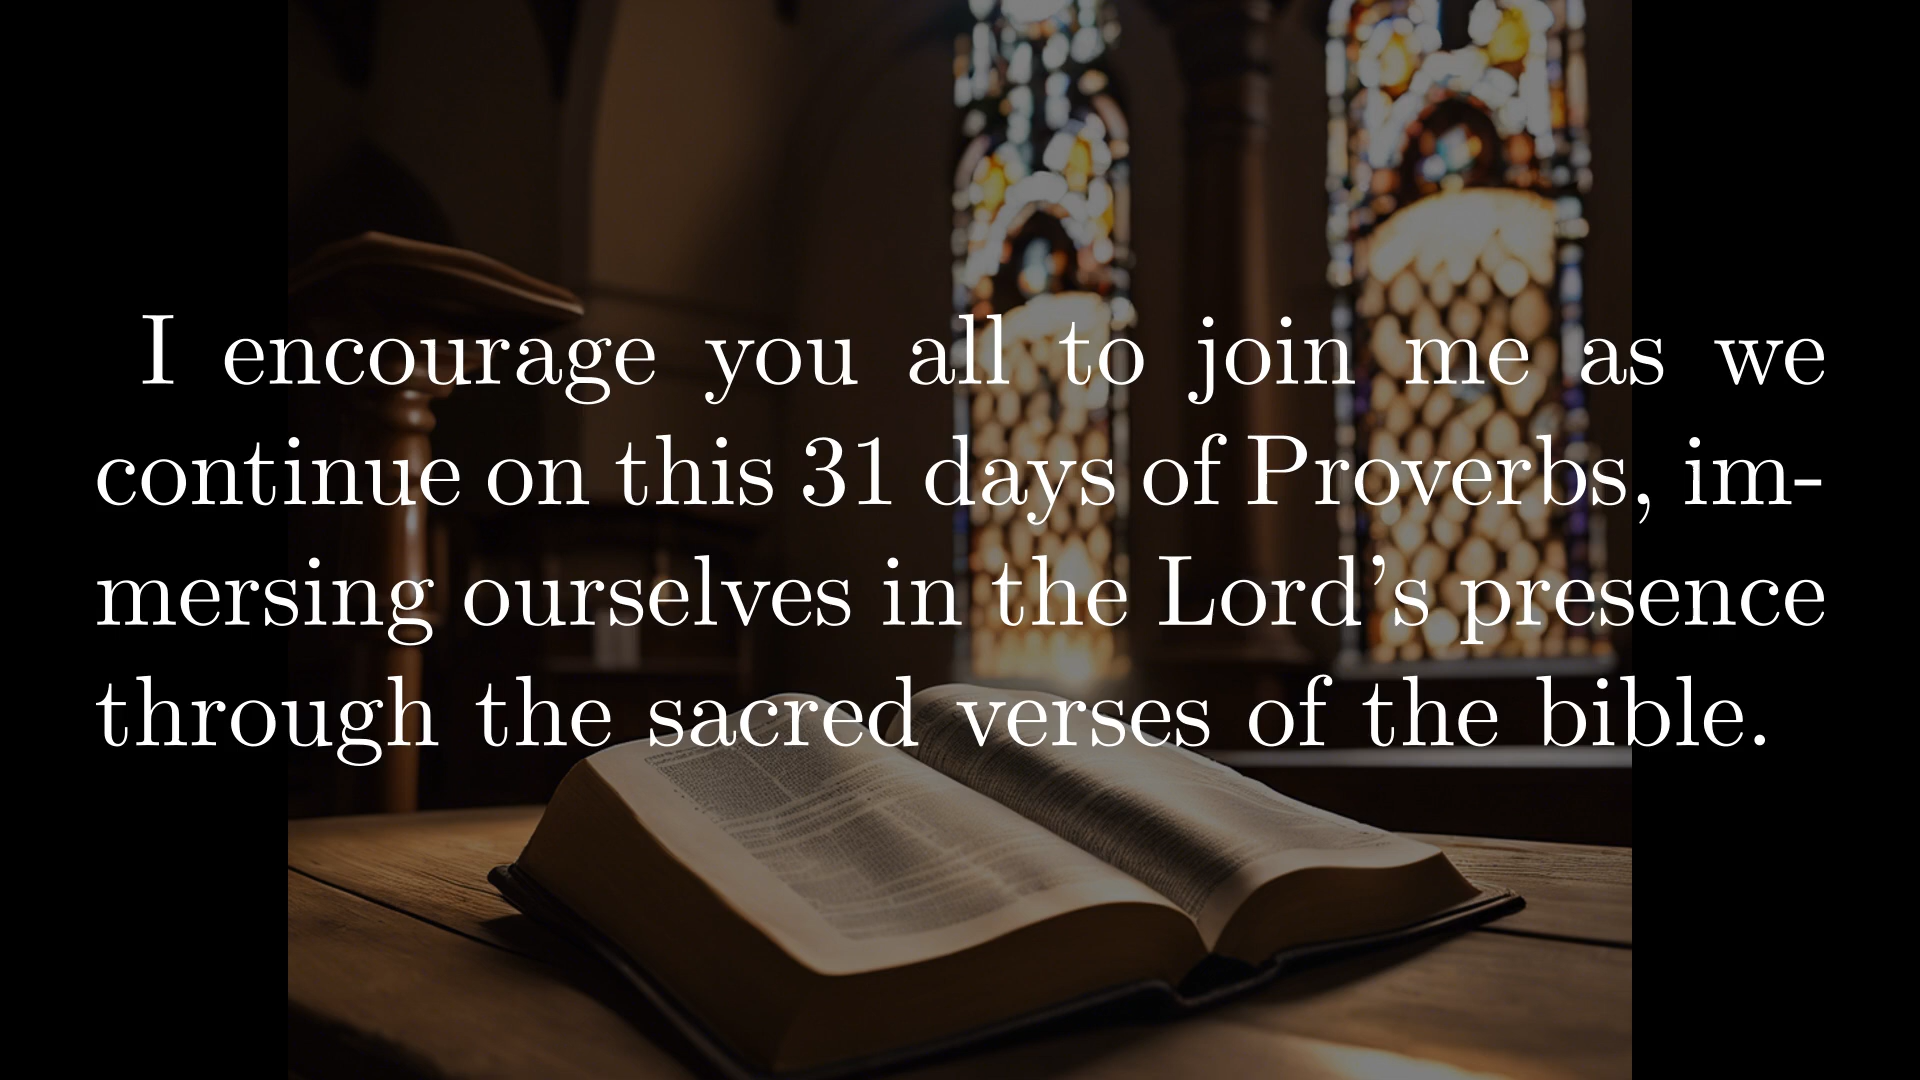 I encourage you all to join me as we
continue on this 31 days of Proverbs, im-
mersing ourselves in the Lord's presence
through the sacred verses of the bible.